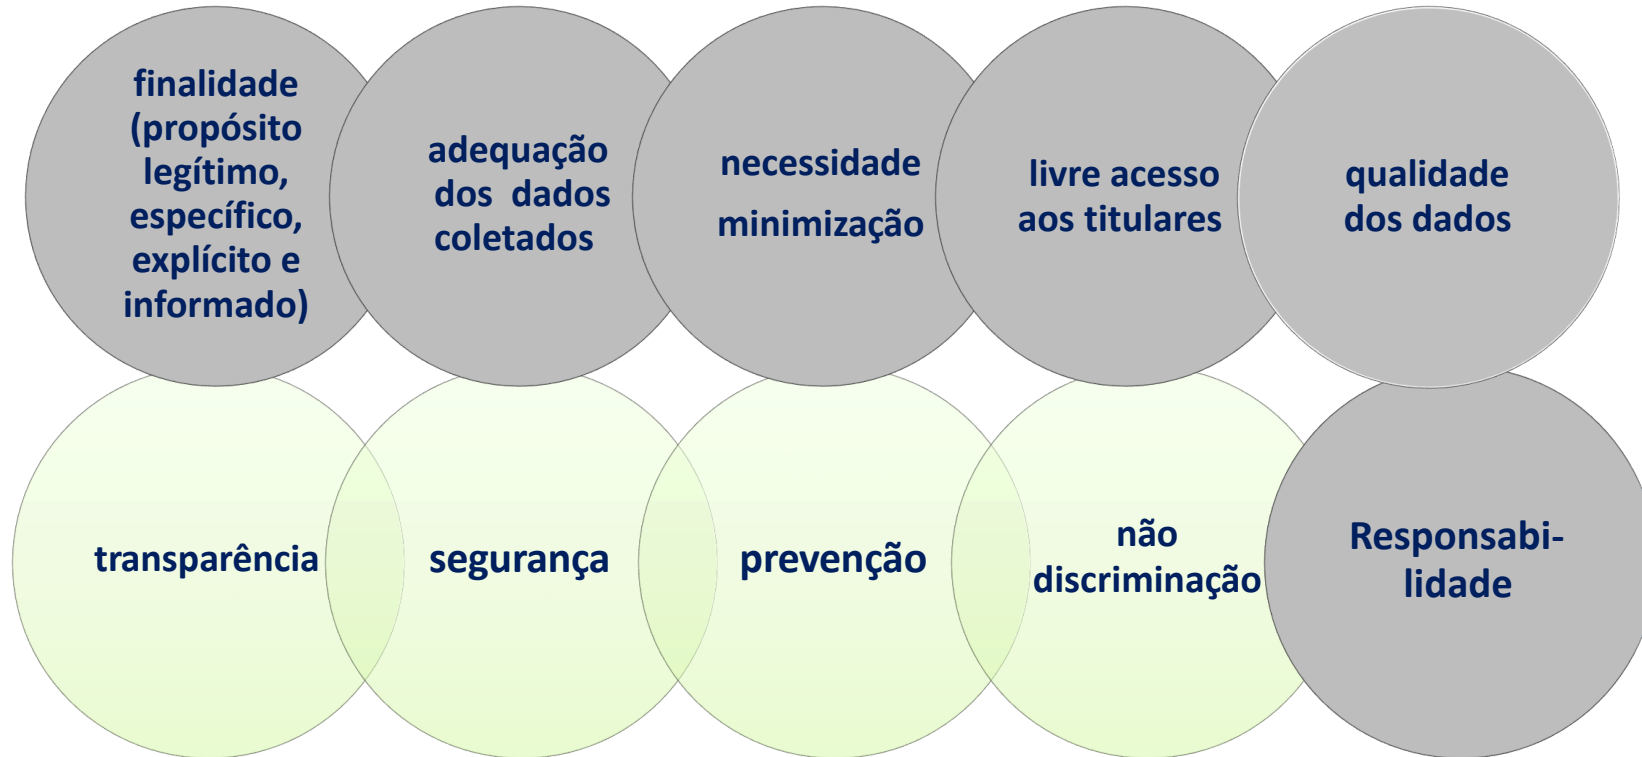 finalidade
(propósito
legítimo,
específico,
explícito e
informado)
adequação
dos dados
coletados
necessidade
minimização
livre acesso
aos titulares
qualidade
dos dados
transparência
segurança
prevenção
não
discriminação
Responsabi-
lidade